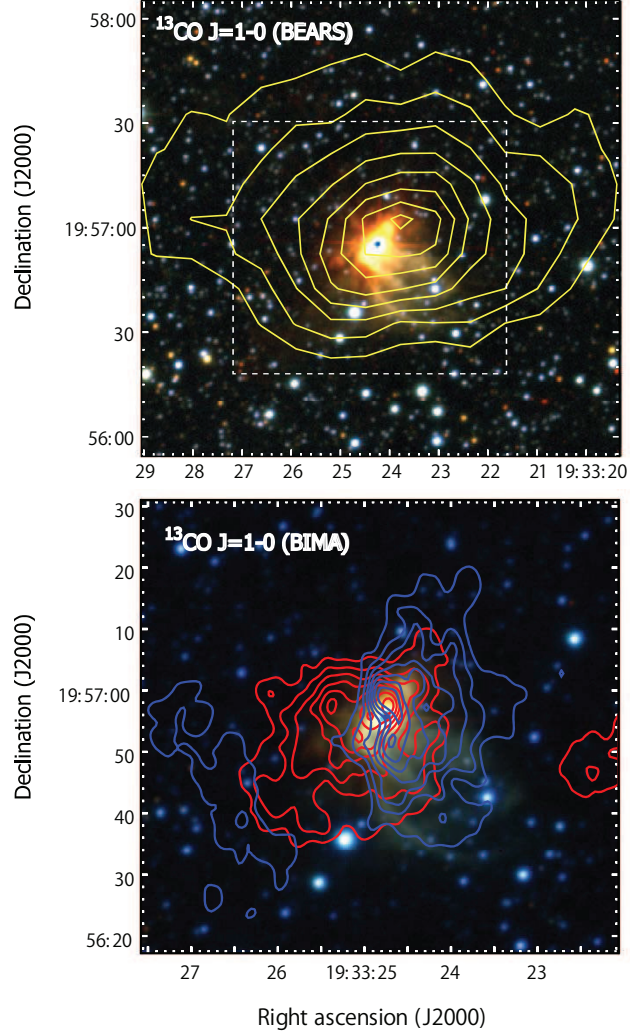 ¹³CO J=1-0 (BEARS)
58:00
30
19:57:00
30
56:00
Declination (J2000)
29 28 27 26 25 24 23 22 21 19:33:20
¹³CO J=1-0 (BIMA)
30
20
10
19:57:00
50
40
30
56:20
Declination (J2000)
27 26 19:33:25 24 23
Right ascension (J2000)